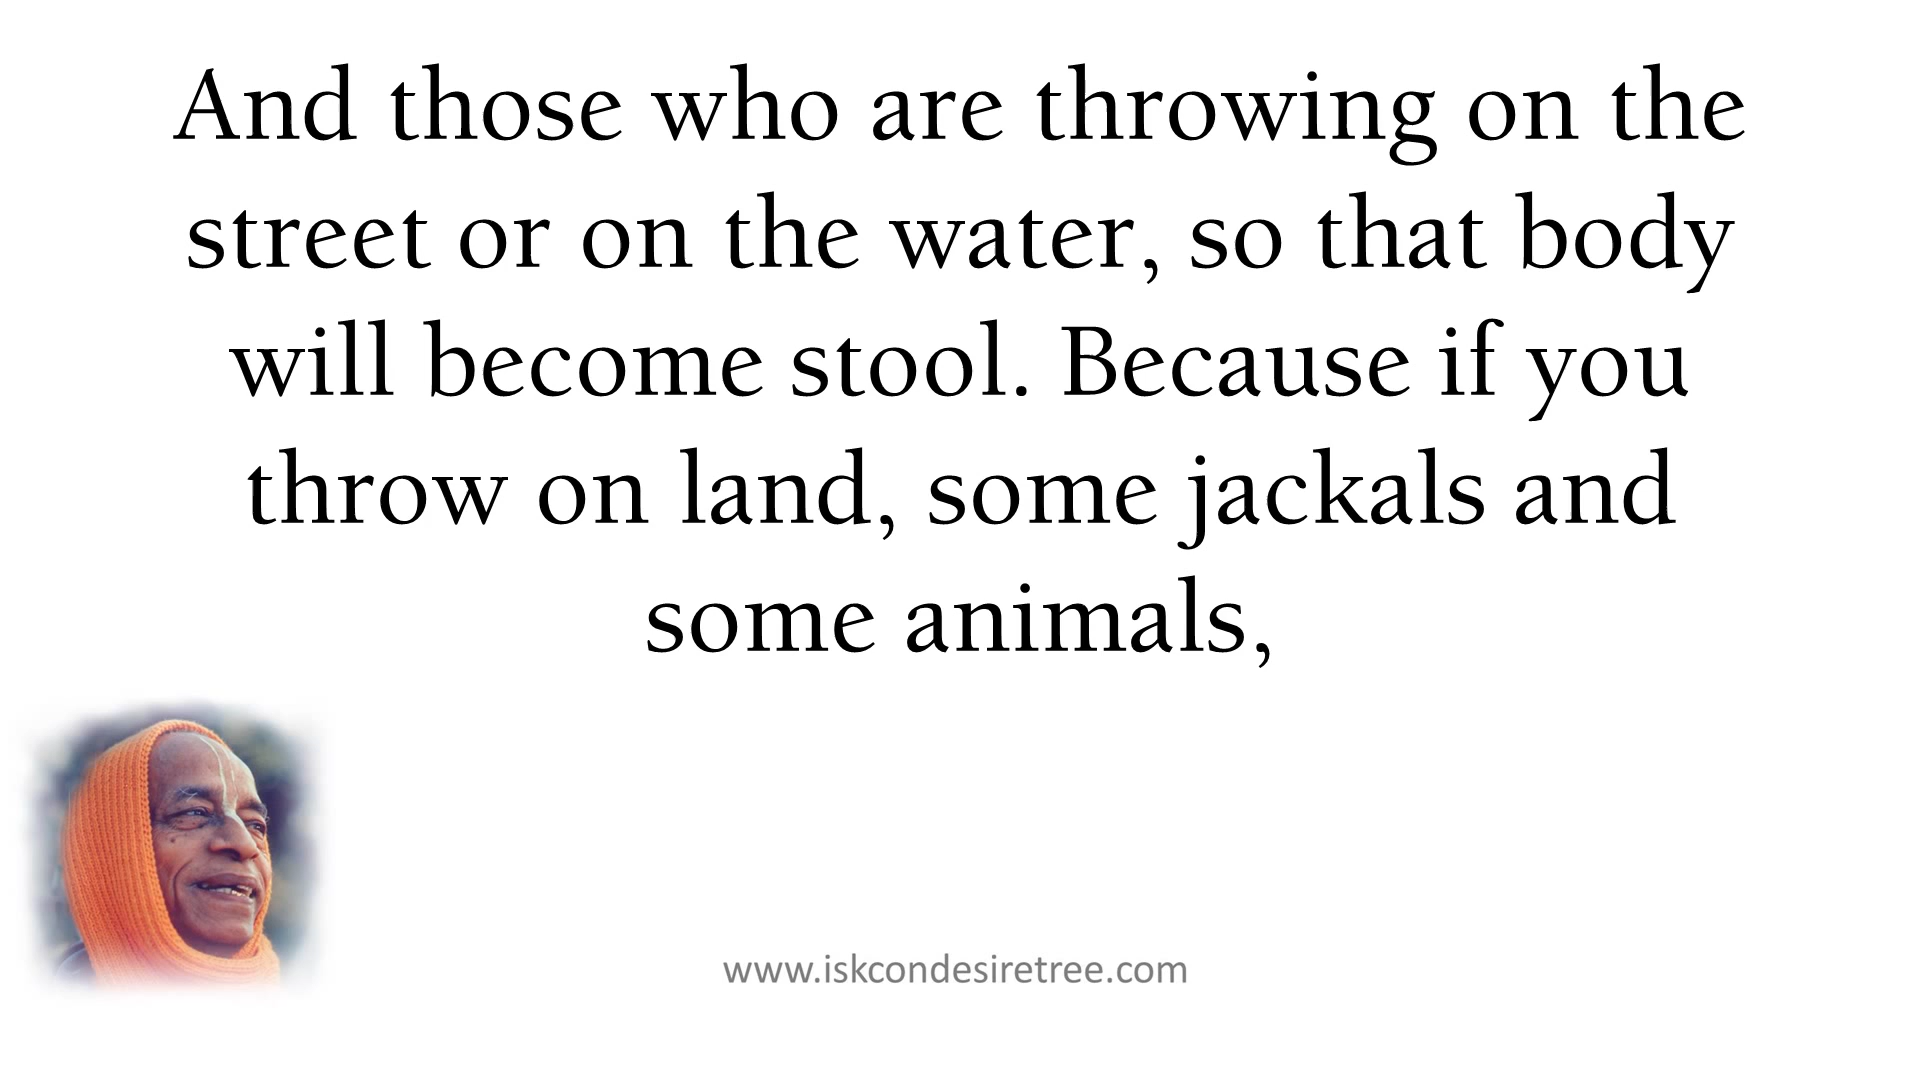 And those who are throwing on the
street or on the water, so that body
will become stool. Because if you
throw on land, some jackals and
some animals,
www.iskcondesiretree.com